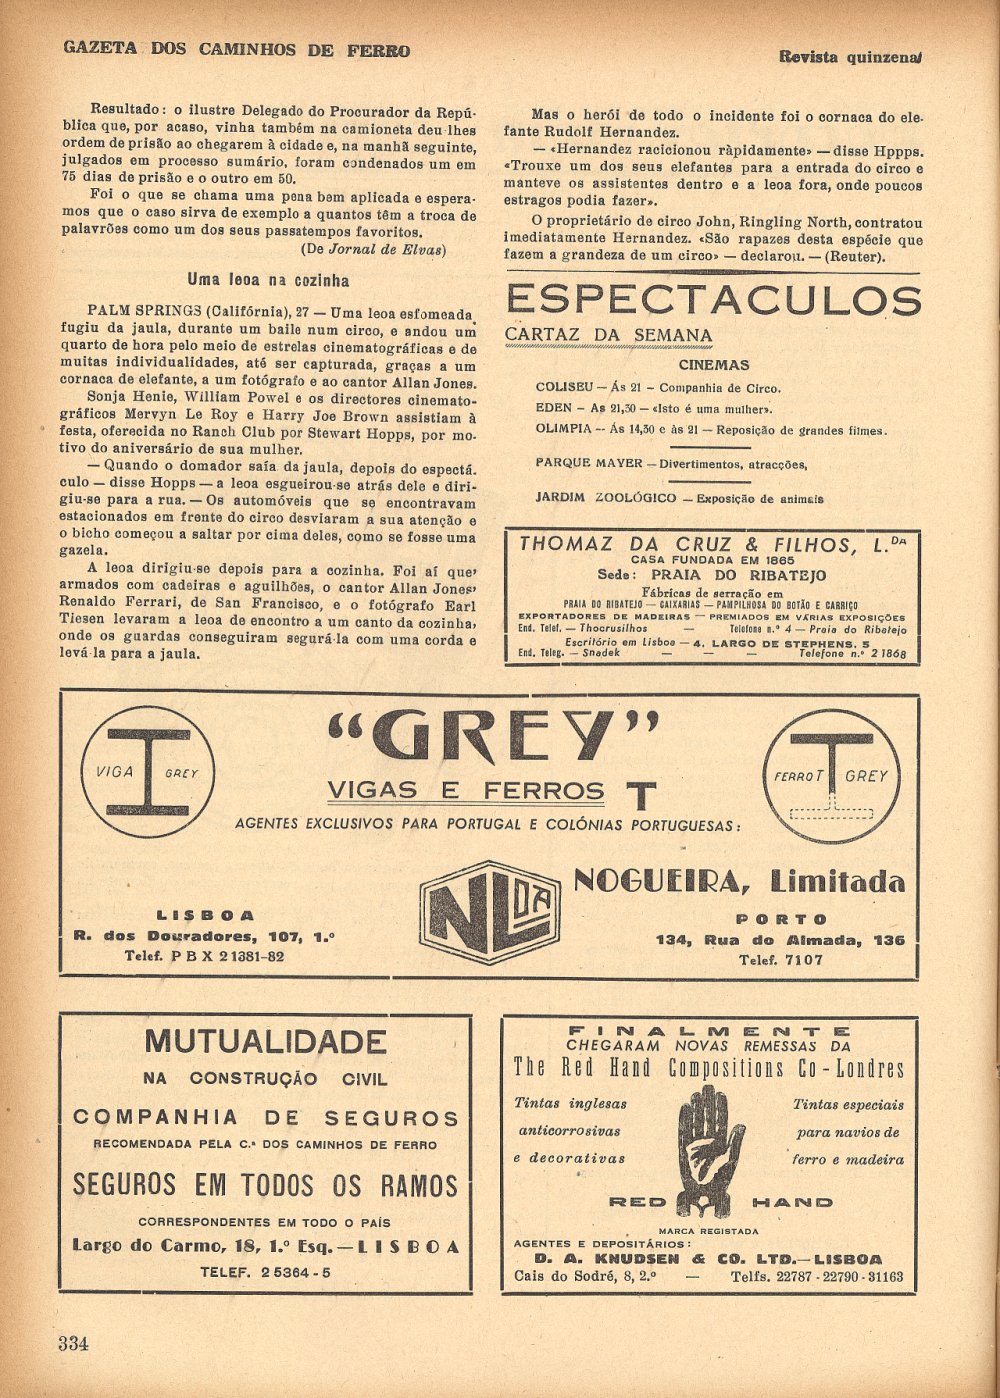 GAZETA DOS CAMINHOS DE FERRO
Revista quinzenal
Resultado: o ilustre Delegado do Procurador da Repú-
blica que, por acaso, vinha também na camioneta deu-lhes
ordem de prisão ao chegarem à cidade e, na manhã seguinte,
julgados em processo sumário, foram condenados um em
75 dias de prisão e o outro em 50.
Foi o que se chama uma pena bem aplicada e espera-
mos que o caso sirva de exemplo a quantos têm a troca de
palavrões como um dos seus passatempos favoritos.
(De Jornal de Elvas)
Uma leoa na cozinha
PALM SPRINGS (Califórnia), 27 — Uma leoa esfomeada
fugiu da jaula, durante um baile num circo, e andou um
quarto de hora pelo meio de estrelas cinematográficas e de
muitas individualidades, até ser capturada, graças a um
cornaca de elefante, a um fotógrafo e ao cantor Allan Jones.
Sonja Henie, William Powel e os directores cinemato-
gráficos Mervyn Le Roy e Harry Joe Brown assistiam à
festa, oferecida no Ranch Club por Stewart Hopps, por mo-
tivo do aniversário de sua mulher.
— Quando o domador saía da jaula, depois do espectá.
culo — disse Hopps — a leoa esgueirou-se atrás dele e diri-
giu-se para a rua. — Os automóveis que se encontravam
estacionados em frente do circo desviaram a sua atenção e
o bicho começou a saltar por cima deles, como se fosse uma
gazela.
A leoa dirigiu-se depois para a cozinha. Foi aí que,
armados com cadeiras e aguilhões, o cantor Allan Jones,
Renaldo Ferrari, de San Francisco, e o fotógrafo Earl
Tiesen levaram a leoa de encontro a um canto da cozinha,
onde os guardas conseguiram segurá-la com uma corda e
levá-la para a jaula.
Mas o herói de todo o incidente foi o cornaca do ele-
fante Rudolf Hernandez.
— «Hernandez racicionou ràpidamente» — disse Hppps.
«Trouxe um dos seus elefantes para a entrada do circo e
manteve os assistentes dentro e a leoa fora, onde poucos
estragos podia fazer».
O proprietário de circo John, Ringling North, contratou
imediatamente Hernandez. «São rapazes desta espécie que
fazem a grandeza de um circo» — declarou. — (Reuter).
ESPECTACULOS
CARTAZ DA SEMANA
CINEMAS
COLISEU — Ás 21 — Companhia de Circo.
EDEN — As 21,30 — «Isto é uma mulher».
OLIMPIA — Ás 14,30 e às 21 — Reposição de grandes filmes.
PARQUE MAYER — Divertimentos, atracções,
JARDIM ZOOLÓGICO — Exposição de animais
THOMAZ DA CRUZ & FILHOS, L.DA
CASA FUNDADA EM 1865
Sede: PRAIA DO RIBATEJO
Fábricas de serração em
PRAIA DO RIBATEJO — CAIXARIAS — PAMPILHOSA DO BOTÃO E CARRIÇO
EXPORTADORES DE MADEIRAS — PREMIADOS EM VÁRIAS EXPOSIÇÕES
End. Telef. — Thocrusilhos — Telefone n.º 4 — Praia do Ribatejo
Escritório em Lisboa — 4, LARGO DE STEPHENS, 5
End. Teleg. — Snadek — — — Telefone n.º 21868
VIGA GREY
"GREY"
VIGAS E FERROS T
FERRO T GREY
AGENTES EXCLUSIVOS PARA PORTUGAL E COLÓNIAS PORTUGUESAS:
NLDA
NOGUEIRA, Limitada
LISBOA
R. dos Douradores, 107, 1.º
Telef. P B X 21381-82
PORTO
134, Rua do Almada, 136
Telef. 7107
MUTUALIDADE
NA CONSTRUÇÃO CIVIL
COMPANHIA DE SEGUROS
RECOMENDADA PELA C.ª DOS CAMINHOS DE FERRO
SEGUROS EM TODOS OS RAMOS
CORRESPONDENTES EM TODO O PAÍS
Largo do Carmo, 18, 1.º Esq. — LISBOA
TELEF. 25364-5
FINALMENTE
CHEGARAM NOVAS REMESSAS DA
The Red Hand Compositions Co - Londres
Tintas inglesas
anticorrosivas
e decorativas
Tintas especiais
para navios de
ferro e madeira
RED HAND
MARCA REGISTADA
AGENTES E DEPOSITÁRIOS:
D. A. KNUDSEN & CO. LTD. — LISBOA
Cais do Sodré, 8, 2.º — Telfs. 22787 - 22790 - 31163
334